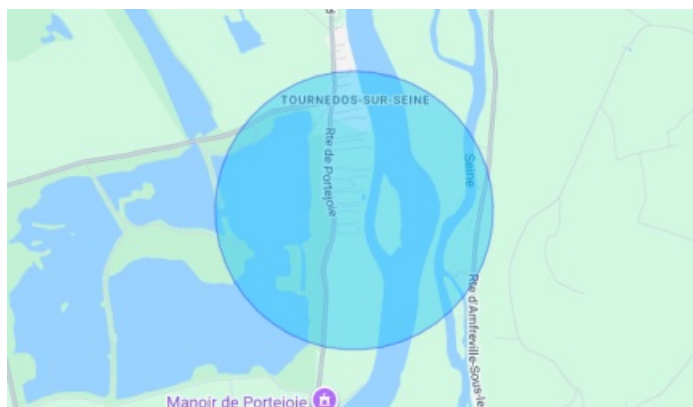 TOURNEDOS-SUR-SEINE
Rte de Portejoie
Seine
Rte d'Amfreville-Sous-le
Manoir de Portejoie